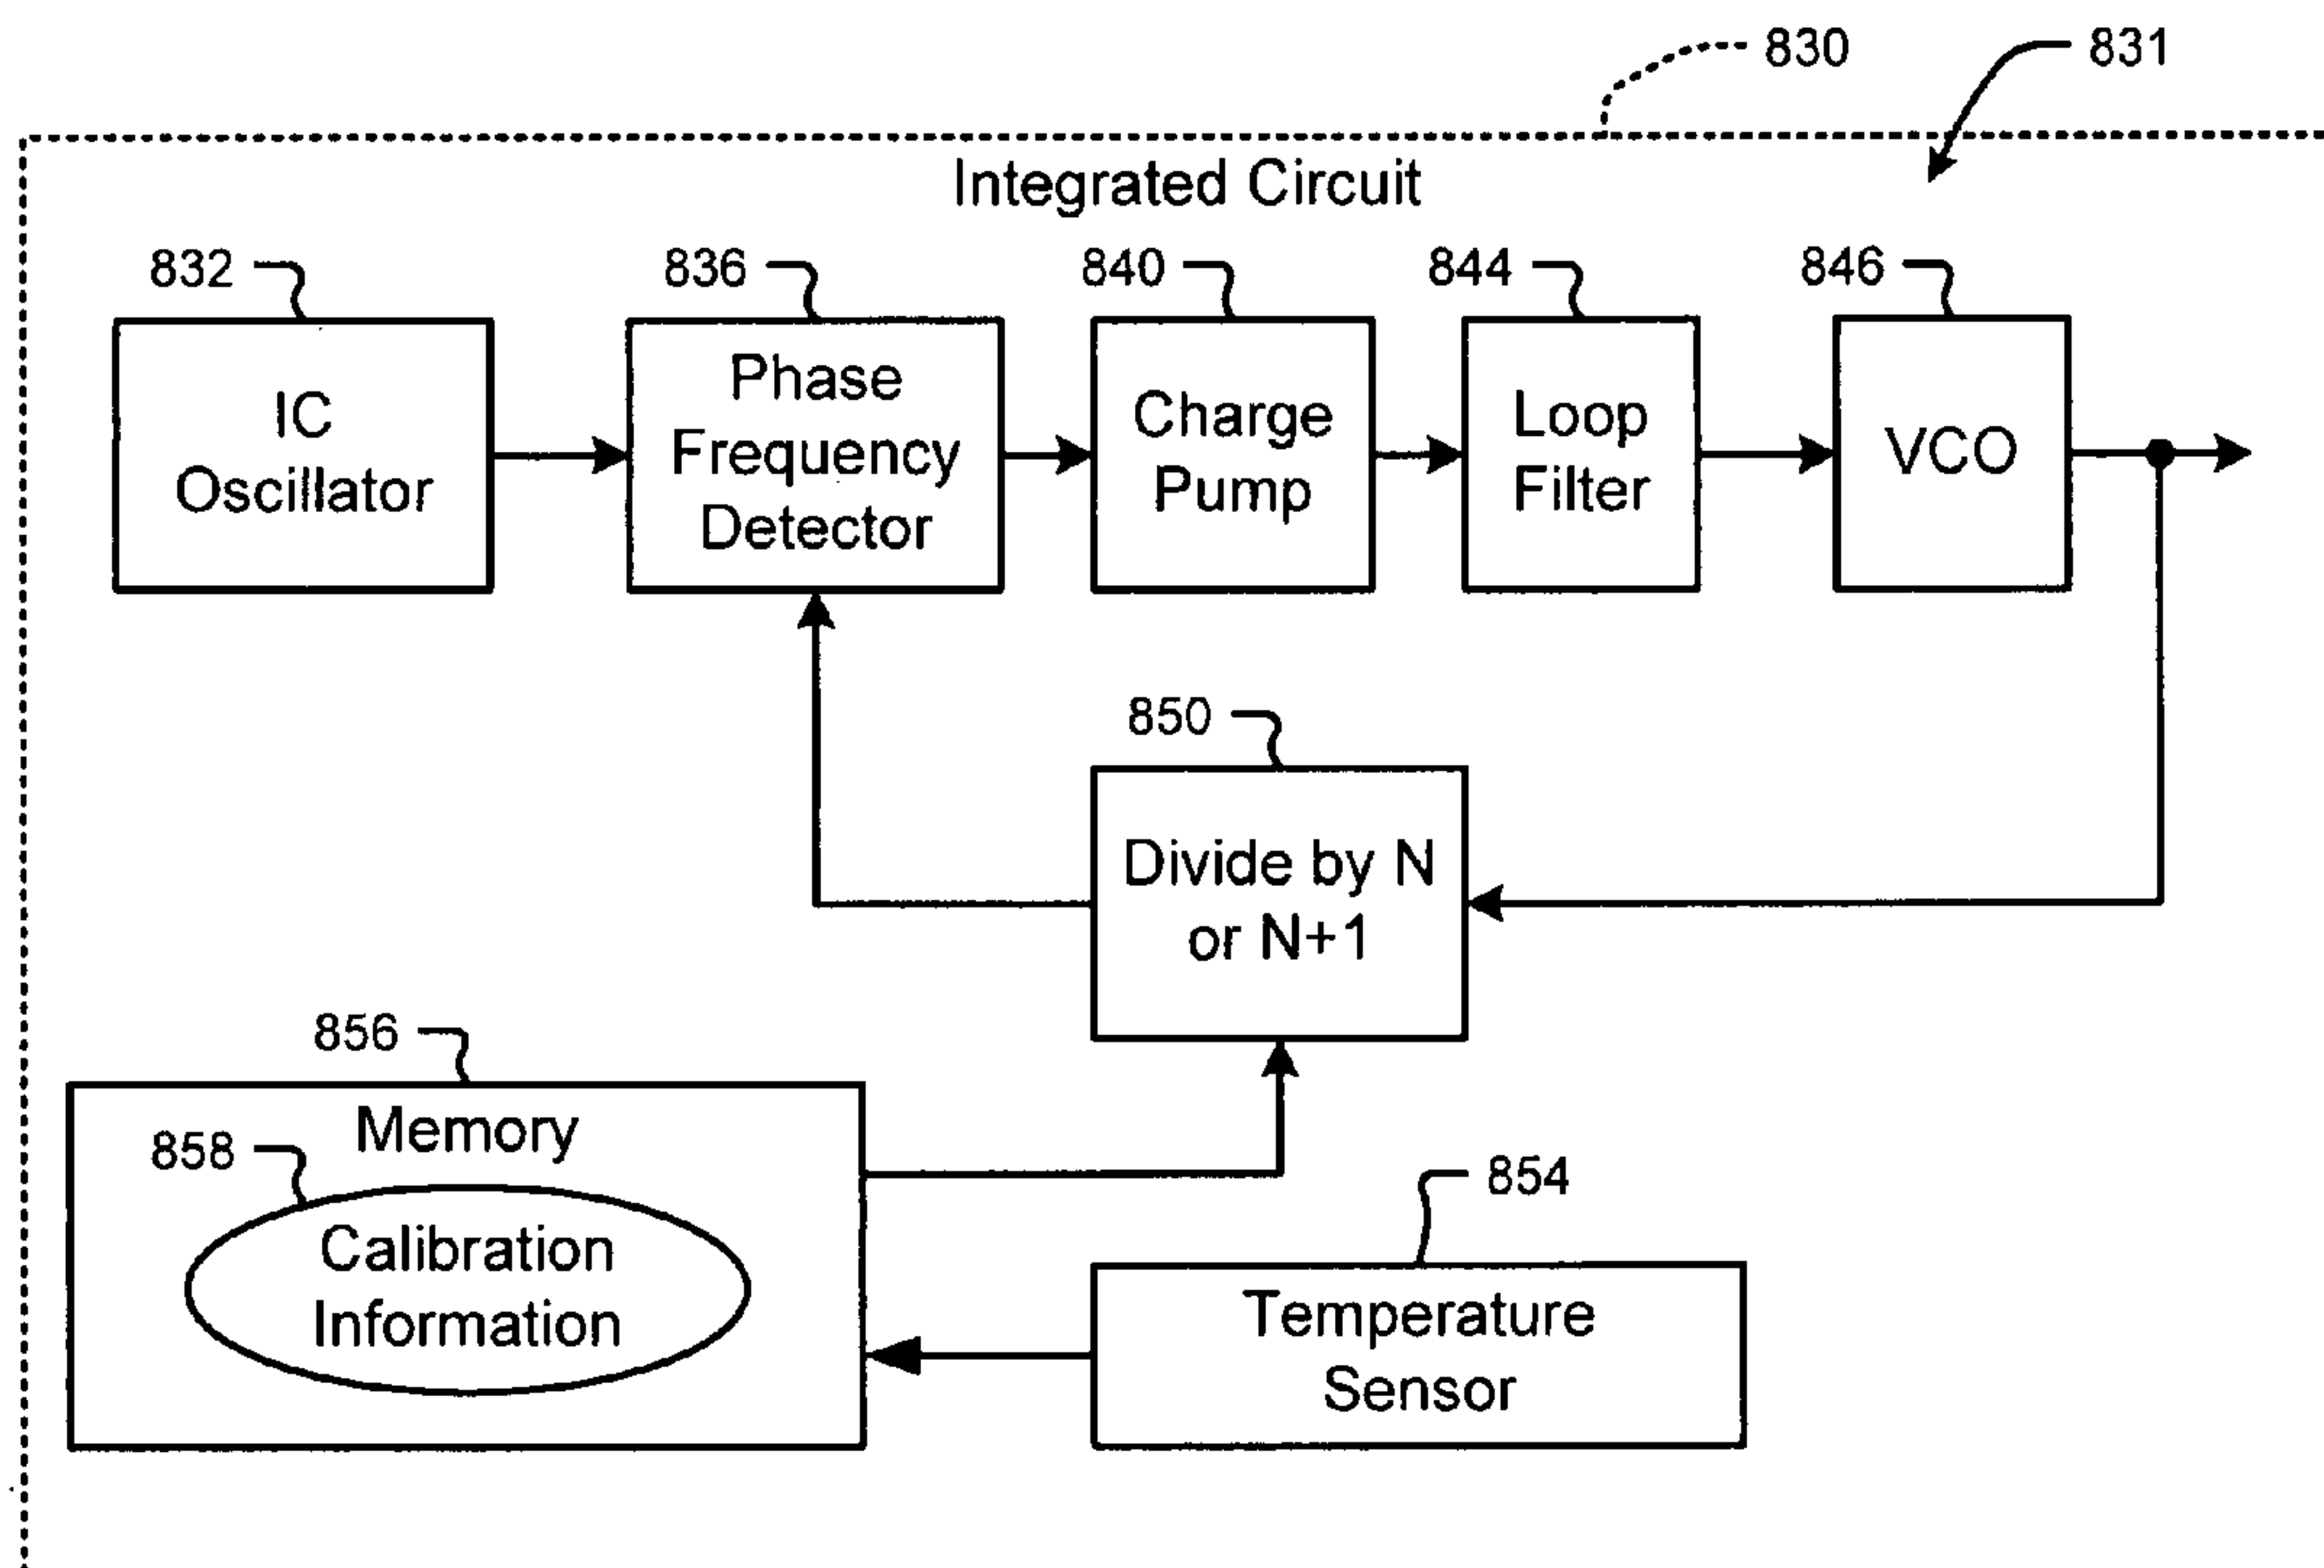 830
831
Integrated Circuit
832
836
840
844
846
IC
Oscillator
Phase
Frequency
Detector
Charge
Pump
Loop
Filter
VCO
850
Divide by N
or N+1
856
Memory
858
Calibration
Information
854
Temperature
Sensor